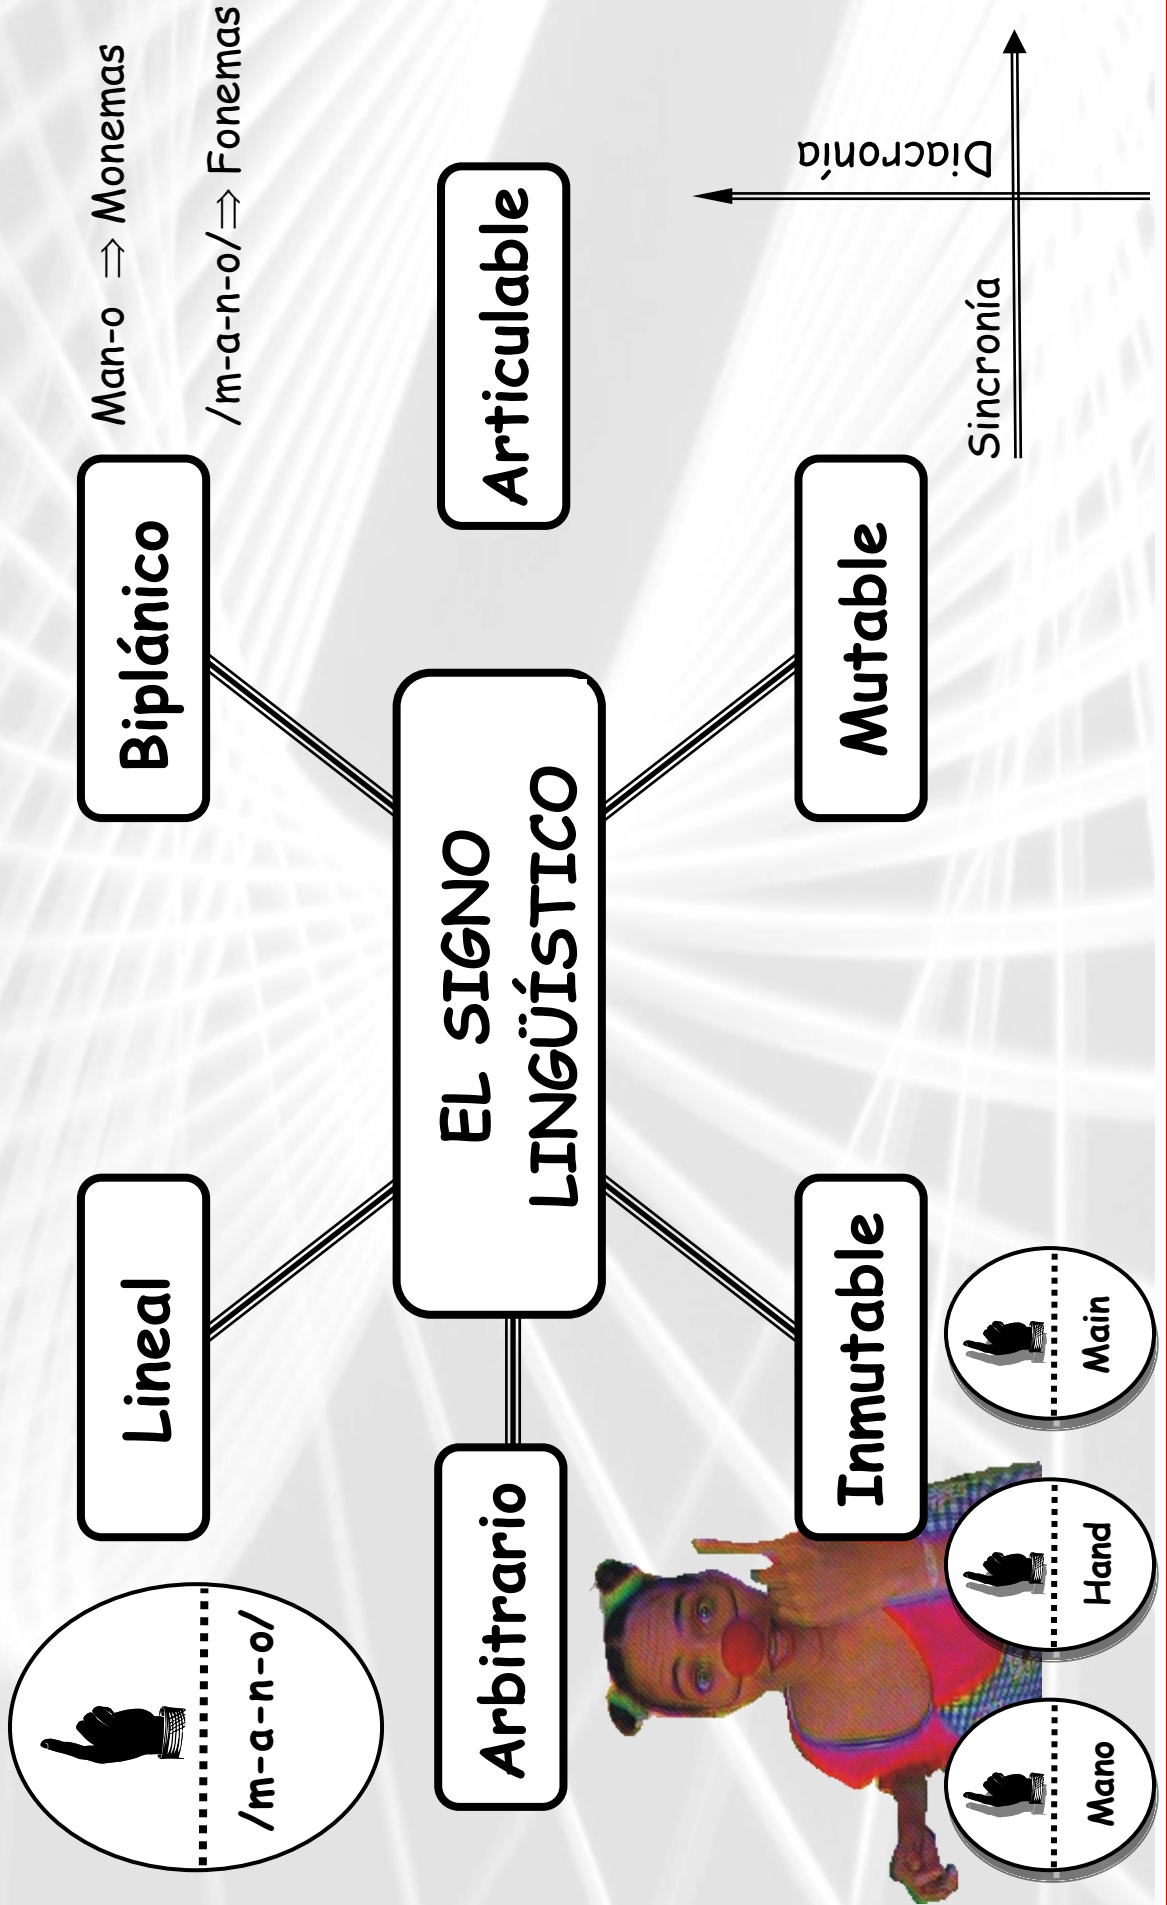 /m-a-n-o/
Lineal
Biplánico
Man-o ⇒ Monemas
/m-a-n-o/⇒ Fonemas
Arbitrario
EL SIGNO
LINGÜÍSTICO
Articulable
Inmutable
Mutable
Diacronía
Sincronía
Mano
Hand
Main